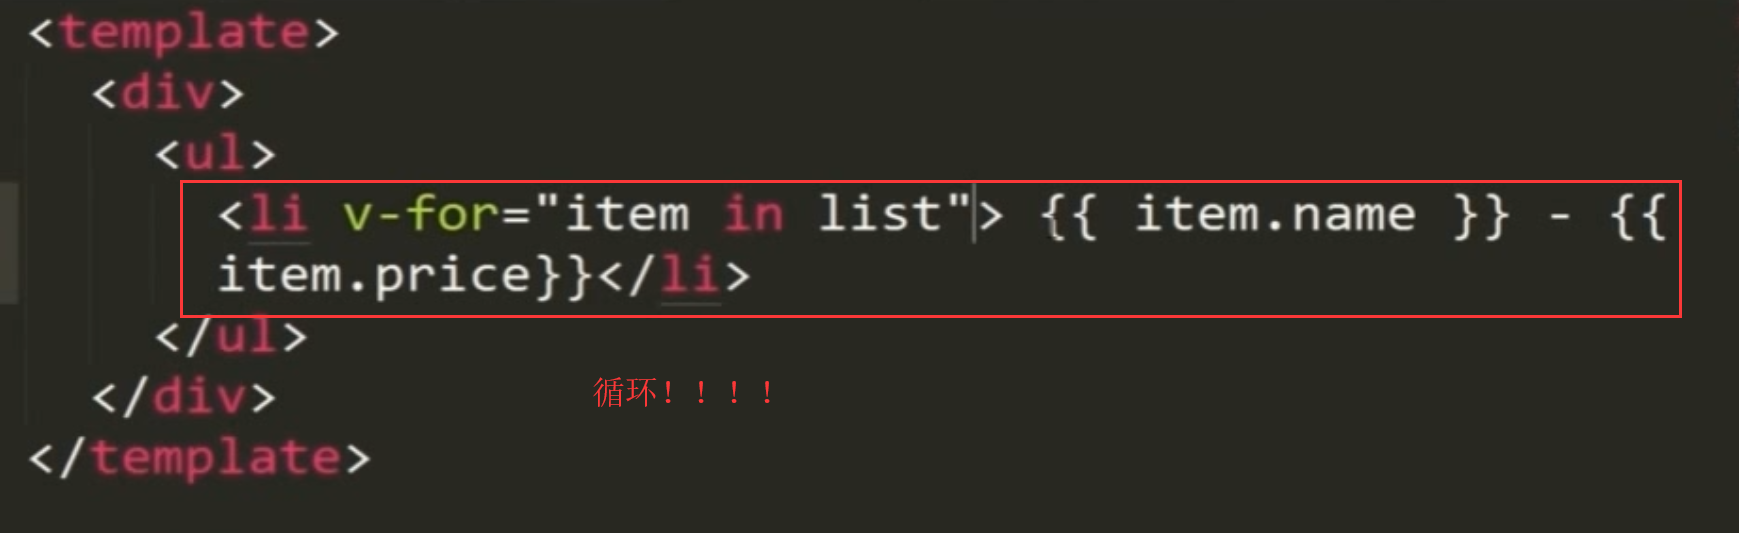 <template>
<div>
<ul>
<li v-for="item in list"> {{ item.name }} - {{
item.price}}</li>
</ul>
</div>
循环！！！！
</template>